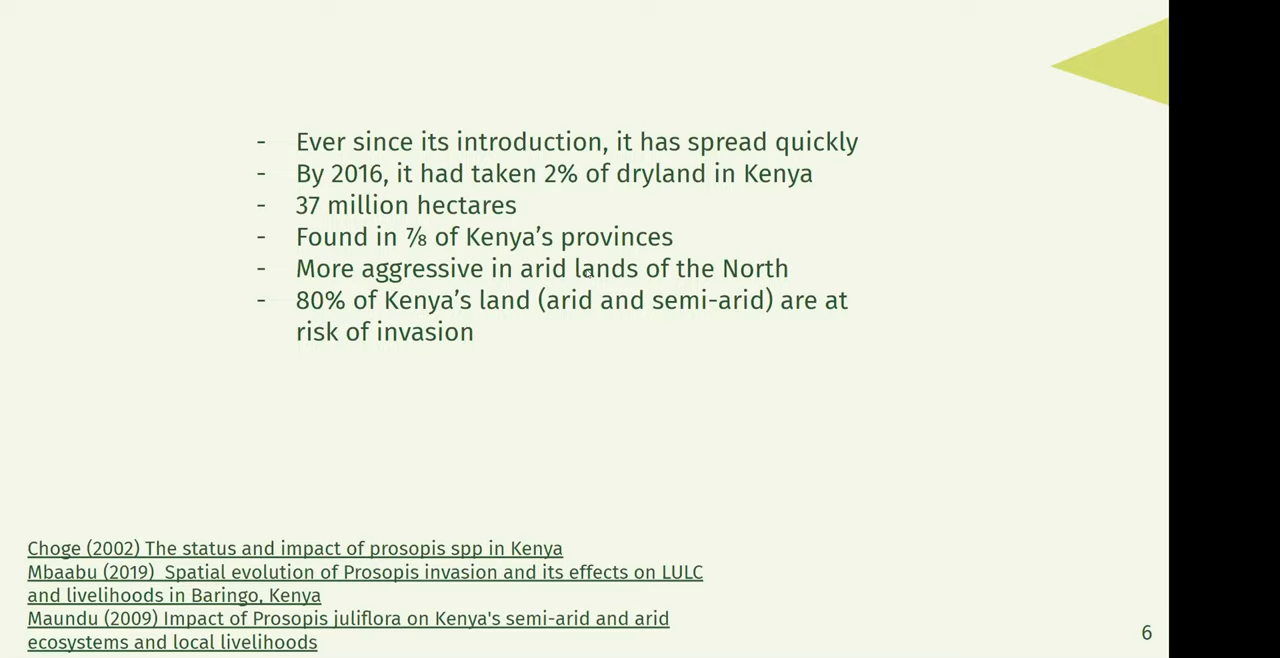 - Ever since its introduction, it has spread quickly
- By 2016, it had taken 2% of dryland in Kenya
- 37 million hectares
- Found in ⅞ of Kenya’s provinces
- More aggressive in arid lands of the North
- 80% of Kenya’s land (arid and semi-arid) are at
risk of invasion
Choge (2002) The status and impact of prosopis spp in Kenya
Mbaabu (2019)  Spatial evolution of Prosopis invasion and its effects on LULC
and livelihoods in Baringo, Kenya
Maundu (2009) Impact of Prosopis juliflora on Kenya's semi-arid and arid
ecosystems and local livelihoods
6